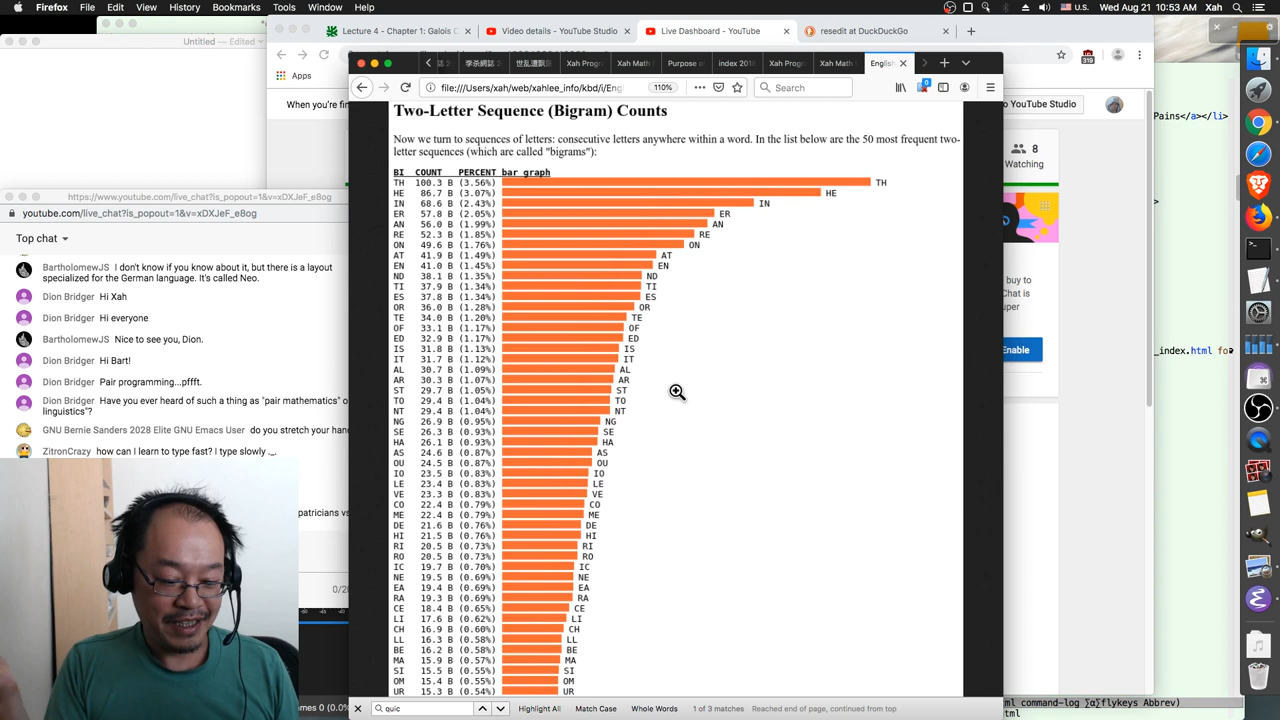 Edit
View
History
Bookmarks
Tools
Window
Help
319
Wed Aug 21
10:53 AM
Xah Lee
Untitled — Edited
Lecture 4 - Chapter 1: Galois C
Video details - YouTube Studio
Live Dashboard - YouTube
resedit at DuckDuckGo
Apps
When you're fin
YouTube Studio
Pains</a></li>
8
Watching
buy to
Chat is
uper
Enable
_index.html
世乱遭飘
Xah Progr
Xah Math
Purpose o
index 2018
Xah Progr
Xah Math
English
file:///Users/xah/web/xahlee_info/kbd/i/Eng
110%
Search
Two-Letter Sequence (Bigram) Counts
Now we turn to sequences of letters: consecutive letters anywhere within a word. In the list below are the 50 most frequent two-
letter sequences (which are called "bigrams"):
BI COUNT PERCENT bar graph
TH 100.3 B (3.56%) TH
HE 86.7 B (3.07%) HE
IN 68.6 B (2.43%) IN
ER 57.8 B (2.05%) ER
AN 56.0 B (1.99%) AN
RE 52.3 B (1.85%) RE
ON 49.6 B (1.76%) ON
AT 41.9 B (1.49%) AT
EN 41.0 B (1.45%) EN
ND 38.1 B (1.35%) ND
TI 37.9 B (1.34%) TI
ES 37.8 B (1.34%) ES
OR 36.0 B (1.28%) OR
TE 34.0 B (1.20%) TE
OF 33.1 B (1.17%) OF
ED 32.9 B (1.17%) ED
IS 31.8 B (1.13%) IS
IT 31.7 B (1.12%) IT
AL 30.7 B (1.09%) AL
AR 30.3 B (1.07%) AR
ST 29.7 B (1.05%) ST
TO 29.4 B (1.04%) TO
NT 29.4 B (1.04%) NT
NG 26.9 B (0.95%) NG
SE 26.3 B (0.93%) SE
HA 26.1 B (0.93%) HA
AS 24.6 B (0.87%) AS
OU 24.5 B (0.87%) OU
IO 23.5 B (0.83%) IO
LE 23.4 B (0.83%) LE
VE 23.3 B (0.83%) VE
CO 22.4 B (0.79%) CO
ME 22.4 B (0.79%) ME
DE 21.6 B (0.76%) DE
HI 21.5 B (0.76%) HI
RI 20.5 B (0.73%) RI
RO 20.5 B (0.73%) RO
IC 19.7 B (0.70%) IC
NE 19.5 B (0.69%) NE
EA 19.4 B (0.69%) EA
RA 19.3 B (0.69%) RA
CE 18.4 B (0.65%) CE
LI 17.6 B (0.62%) LI
CH 16.9 B (0.60%) CH
LL 16.3 B (0.58%) LL
BE 16.2 B (0.58%) BE
MA 15.9 B (0.57%) MA
SI 15.5 B (0.55%) SI
OM 15.4 B (0.55%) OM
UR 15.3 B (0.54%) UR
quic
Highlight All
Match Case
Whole Words
1 of 3 matches
Reached end of page, continued from top
https://www.youtube.com/live_chat?is_popout=1&v=xDXJeF_e8og
youtube.com/live_chat?is_popout=1&v=xDXJeF_e8og
Top chat
BartholomewJS I don't know if you know about it, but there is a layout
specialized for the German language. It's called Neo.
Dion Bridger Hi Xah
Dion Bridger Hi everyone
BartholomewJS Nice to see you, Dion.
Dion Bridger Hi Bart!
Dion Bridger Pair programming...pffft.
Dion Bridger Have you ever heard of such a thing as "pair mathematics" o
linguistics"?
GNU Bernie Sanders 2028 Elite GNU Emacs User do you stretch your han
ZitronCrazy how can I learn to type fast? I type slowly ._.
patricians vs